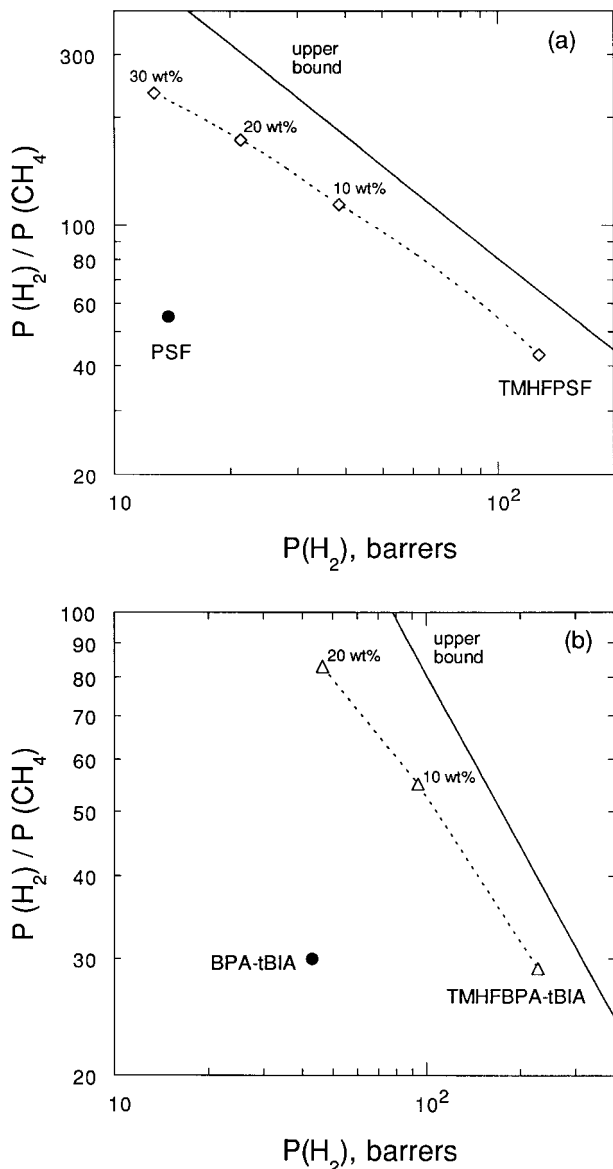 (a)
upper
bound
300
30 wt%
20 wt%
10 wt%
100
80
60
40
20
P (H₂) / P (CH₄)
PSF
TMHFPSF
10
10²
P(H₂), barrers
(b)
100
90
80
70
60
50
40
30
20
upper
bound
20 wt%
10 wt%
P (H₂) / P (CH₄)
BPA-tBIA
TMHFBPA-tBIA
10
10²
P(H₂), barrers